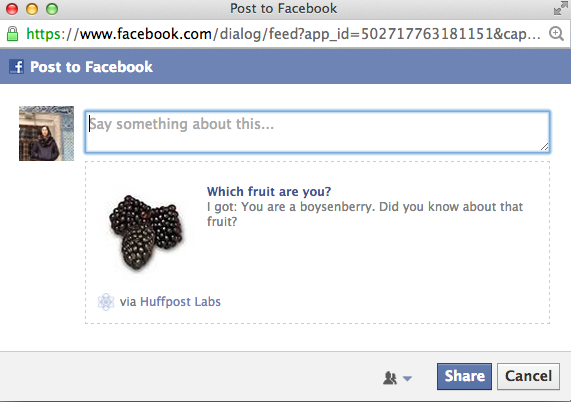 Post to Facebook
https://www.facebook.com/dialog/feed?app_id=502717763181151&cap...
f Post to Facebook
Say something about this...
Which fruit are you?
I got: You are a boysenberry. Did you know about that
fruit?
via Huffpost Labs
Share Cancel